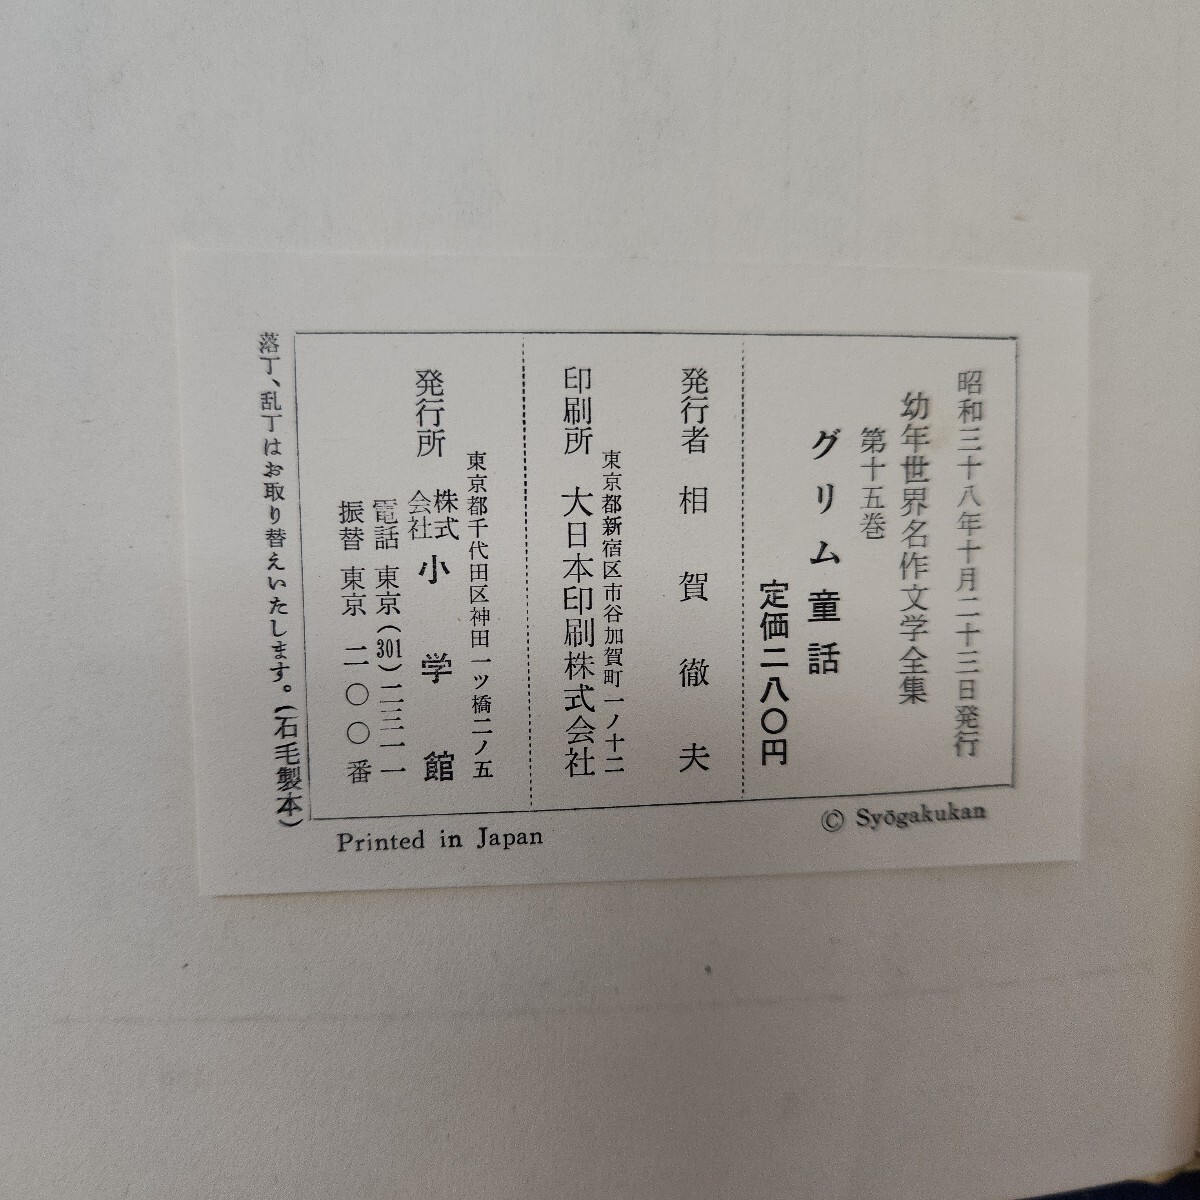 昭和三十八年十月二十三日発行
幼年世界名作文学全集
第十五巻
グリム童話
定価二八〇円
発行者 相賀徹夫
東京都新宿区市谷加賀町一ノ十二
印刷所 大日本印刷株式会社
東京都千代田区神田一ツ橋二ノ五
発行所 株式会社 小学館
電話 東京(301)二三一一
振替 東京 二〇〇番
落丁、乱丁はお取り替えいたします。(石毛製本)
Printed in Japan
© Syōgakukan